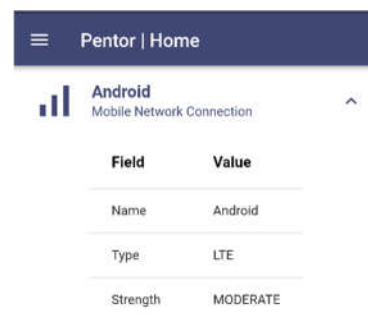 Pentor | Home
Android
Mobile Network Connection
Field Value
Name Android
Type LTE
Strength MODERATE